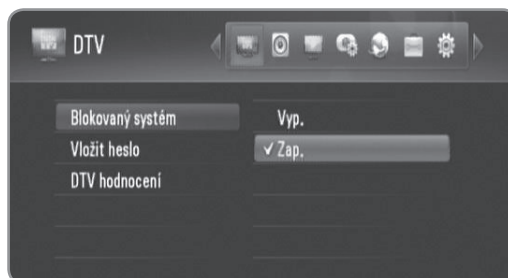 DTV
Blokovaný systém
Vyp.
Vložit heslo
✓ Zap.
DTV hodnocení